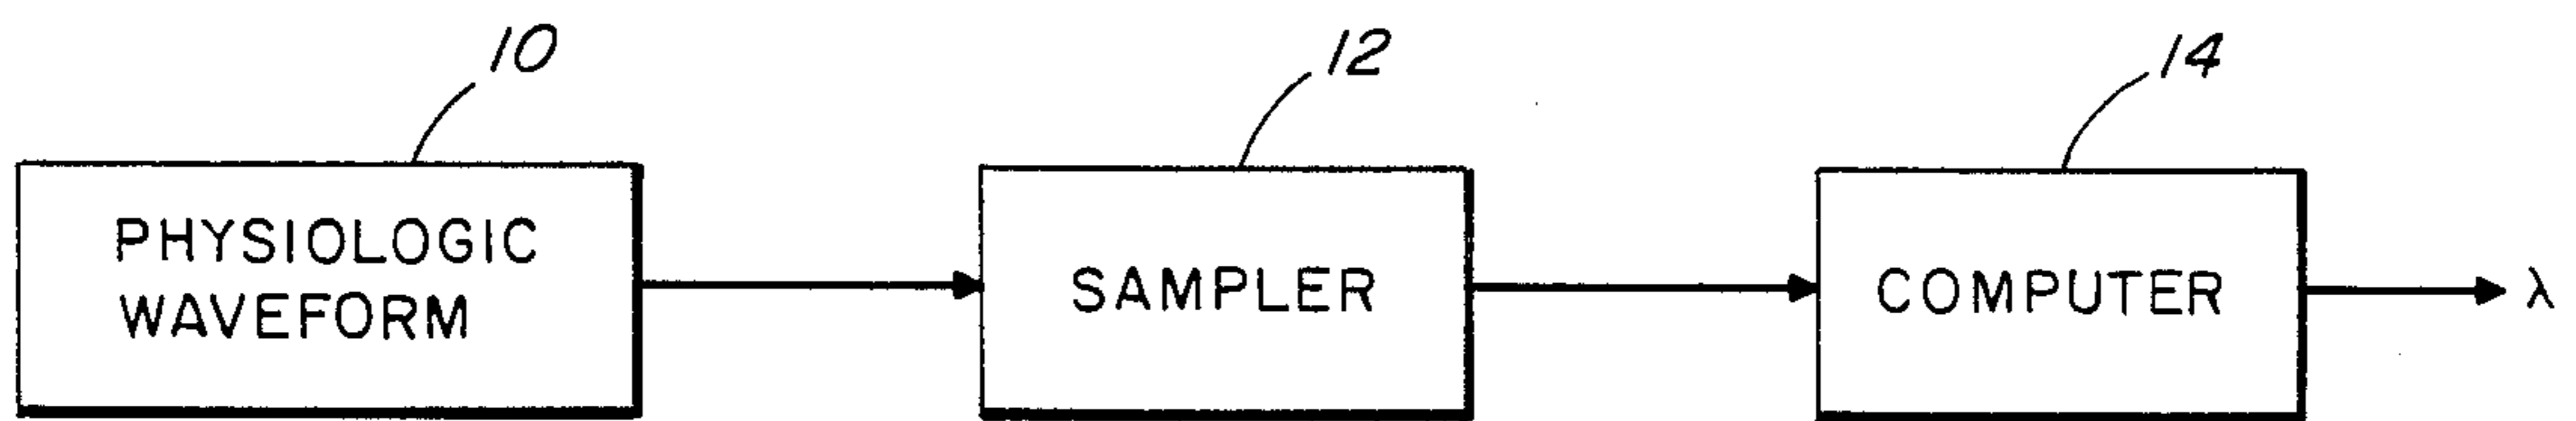 10
12
14
PHYSIOLOGIC
WAVEFORM
SAMPLER
COMPUTER
λ